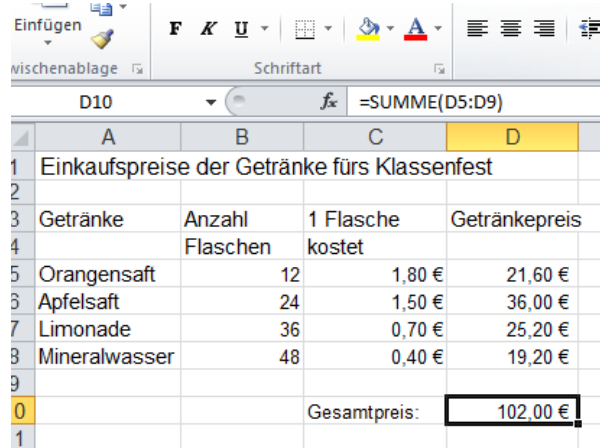 Einfügen
F K U A
wischenablage Schriftart
D10 fx =SUMME(D5:D9)
A B C D
1 Einkaufspreise der Getränke fürs Klassenfest
2
3 Getränke Anzahl 1 Flasche Getränkepreis
4 Flaschen kostet
5 Orangensaft 12 1,80 € 21,60 €
6 Apfelsaft 24 1,50 € 36,00 €
7 Limonade 36 0,70 € 25,20 €
8 Mineralwasser 48 0,40 € 19,20 €
9
0 Gesamtpreis: 102,00 €
1